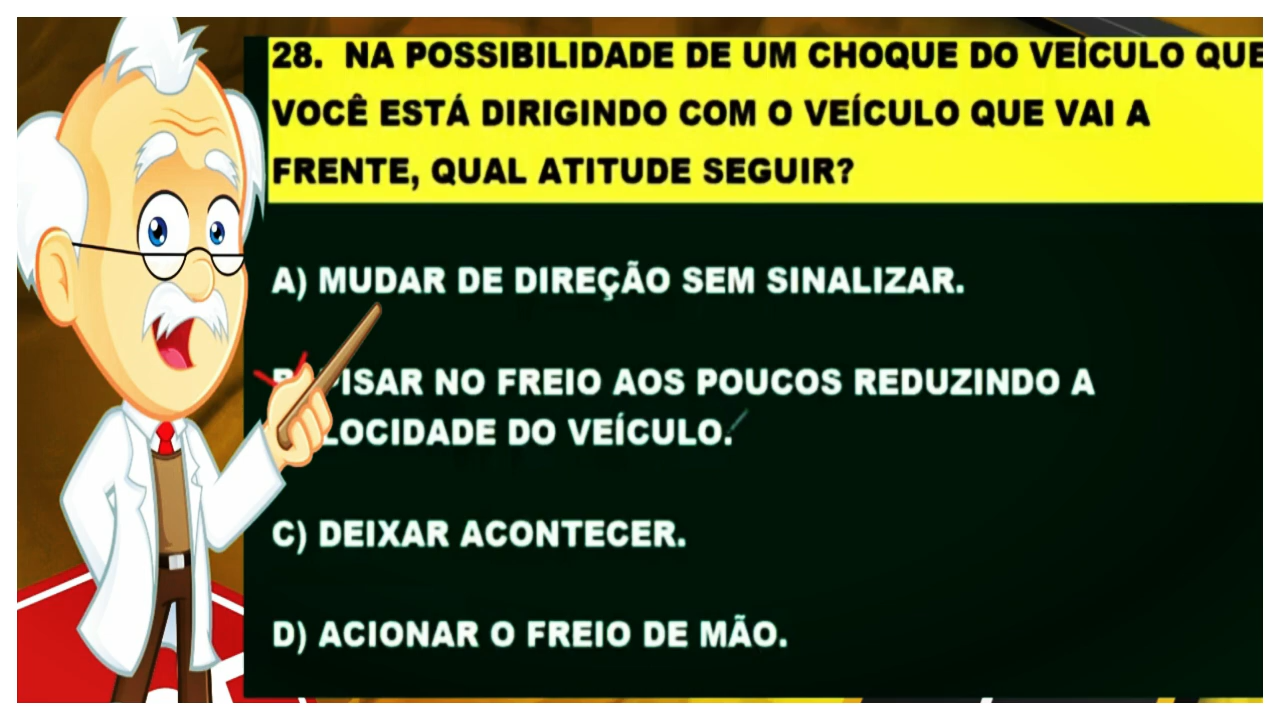 28. NA POSSIBILIDADE DE UM CHOQUE DO VEÍCULO QUE
VOCÊ ESTÁ DIRIGINDO COM O VEÍCULO QUE VAI A
FRENTE, QUAL ATITUDE SEGUIR?
A) MUDAR DE DIREÇÃO SEM SINALIZAR.
NO FREIO AOS POUCOS REDUZINDO A
DO VEÍCULO.
C) DEIXAR ACONTECER.
D) ACIONAR O FREIO DE MÃO.